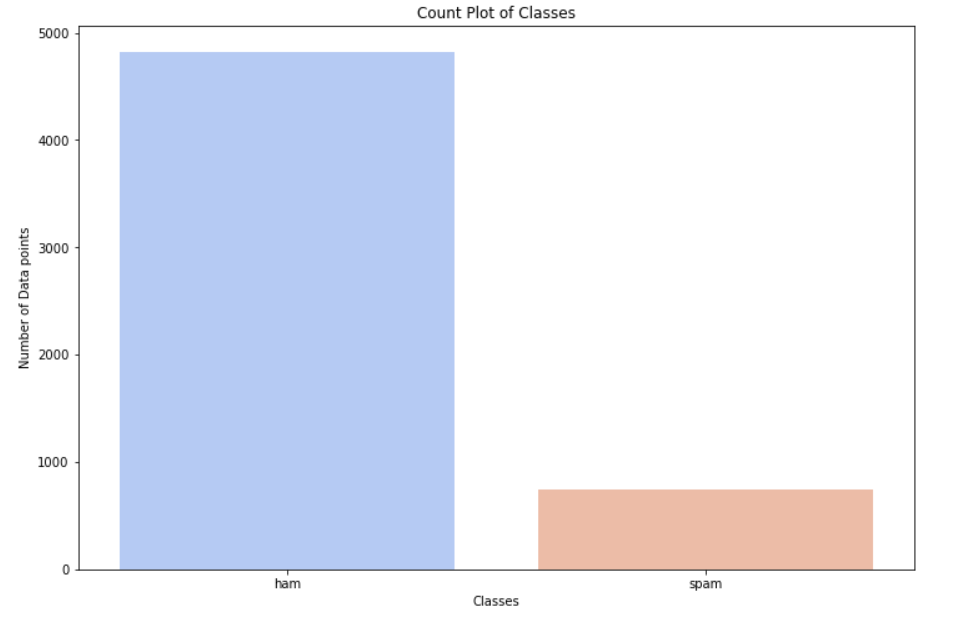 Count Plot of Classes
5000
4000
3000
2000
1000
0
Number of Data points
ham
spam
Classes